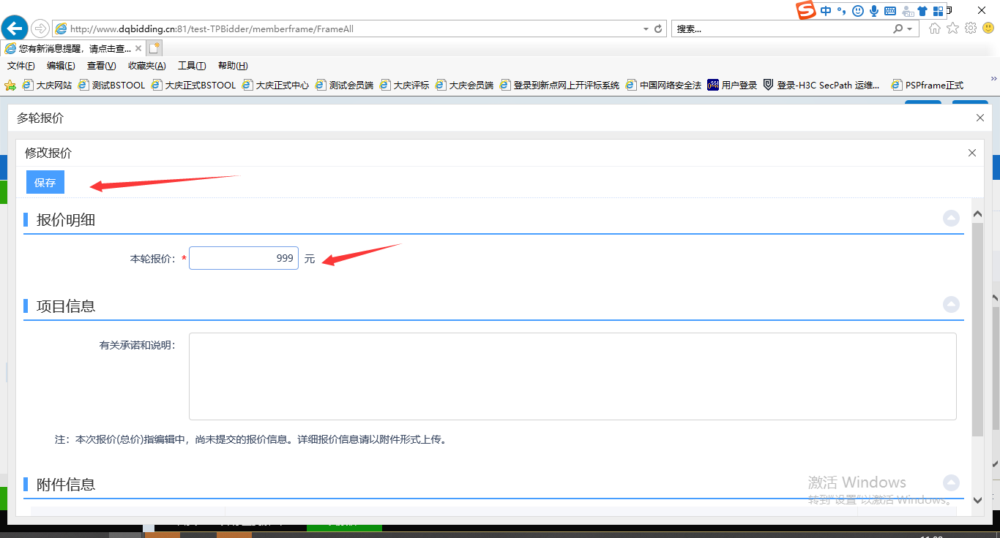 中
http://www.dqbidding.cn:81/test-TPBidder/memberframe/FrameAll
搜索...
您有新消息提醒，请点击查...
文件(F) 编辑(E) 查看(V) 收藏夹(A) 工具(T) 帮助(H)
大庆网站 测试BSTOOL 大庆正式BSTOOL 大庆正式中心 测试会员端 大庆评标 大庆会员端 登录到新点网上开评标系统 中国网络安全法 用户登录 登录-H3C SecPath 运维... PSPframe正式
多轮报价
修改报价
保存
报价明细
本轮报价：* 999 元
项目信息
有关承诺和说明：
注：本次报价(总价)指编辑中，尚未提交的报价信息。详细报价信息请以附件形式上传。
附件信息
激活 Windows
转到"设置"以激活 Windows。